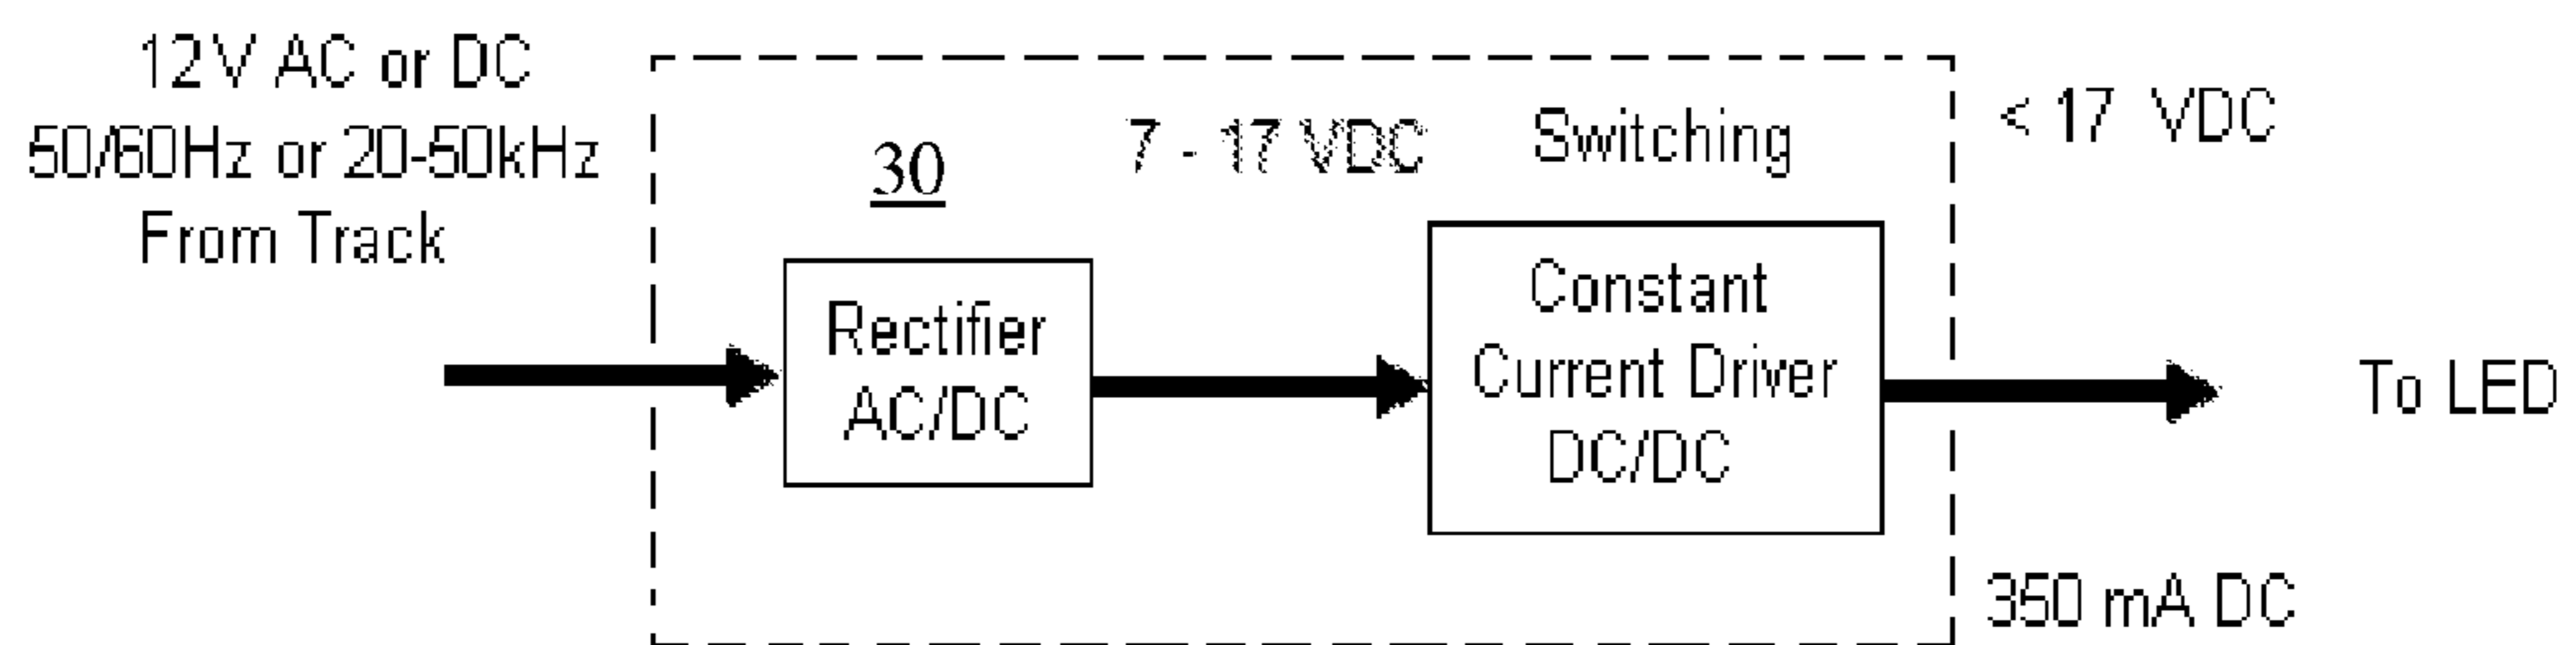 12V AC or DC
50/60Hz or 20-50kHz
From Track
30
7 - 17 VDC
Switching
< 17 VDC
Rectifier
AC/DC
Constant
Current Driver
DC/DC
To LED
350 mA DC